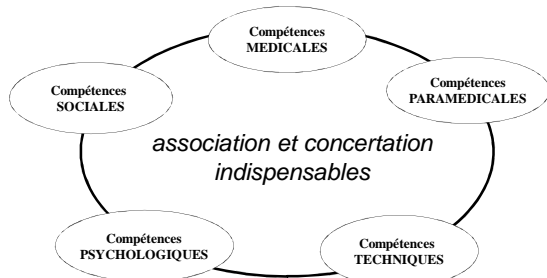 Compétences
MEDICALES
Compétences
SOCIALES
Compétences
PARAMEDICALES
association et concertation
indispensables
Compétences
PSYCHOLOGIQUES
Compétences
TECHNIQUES